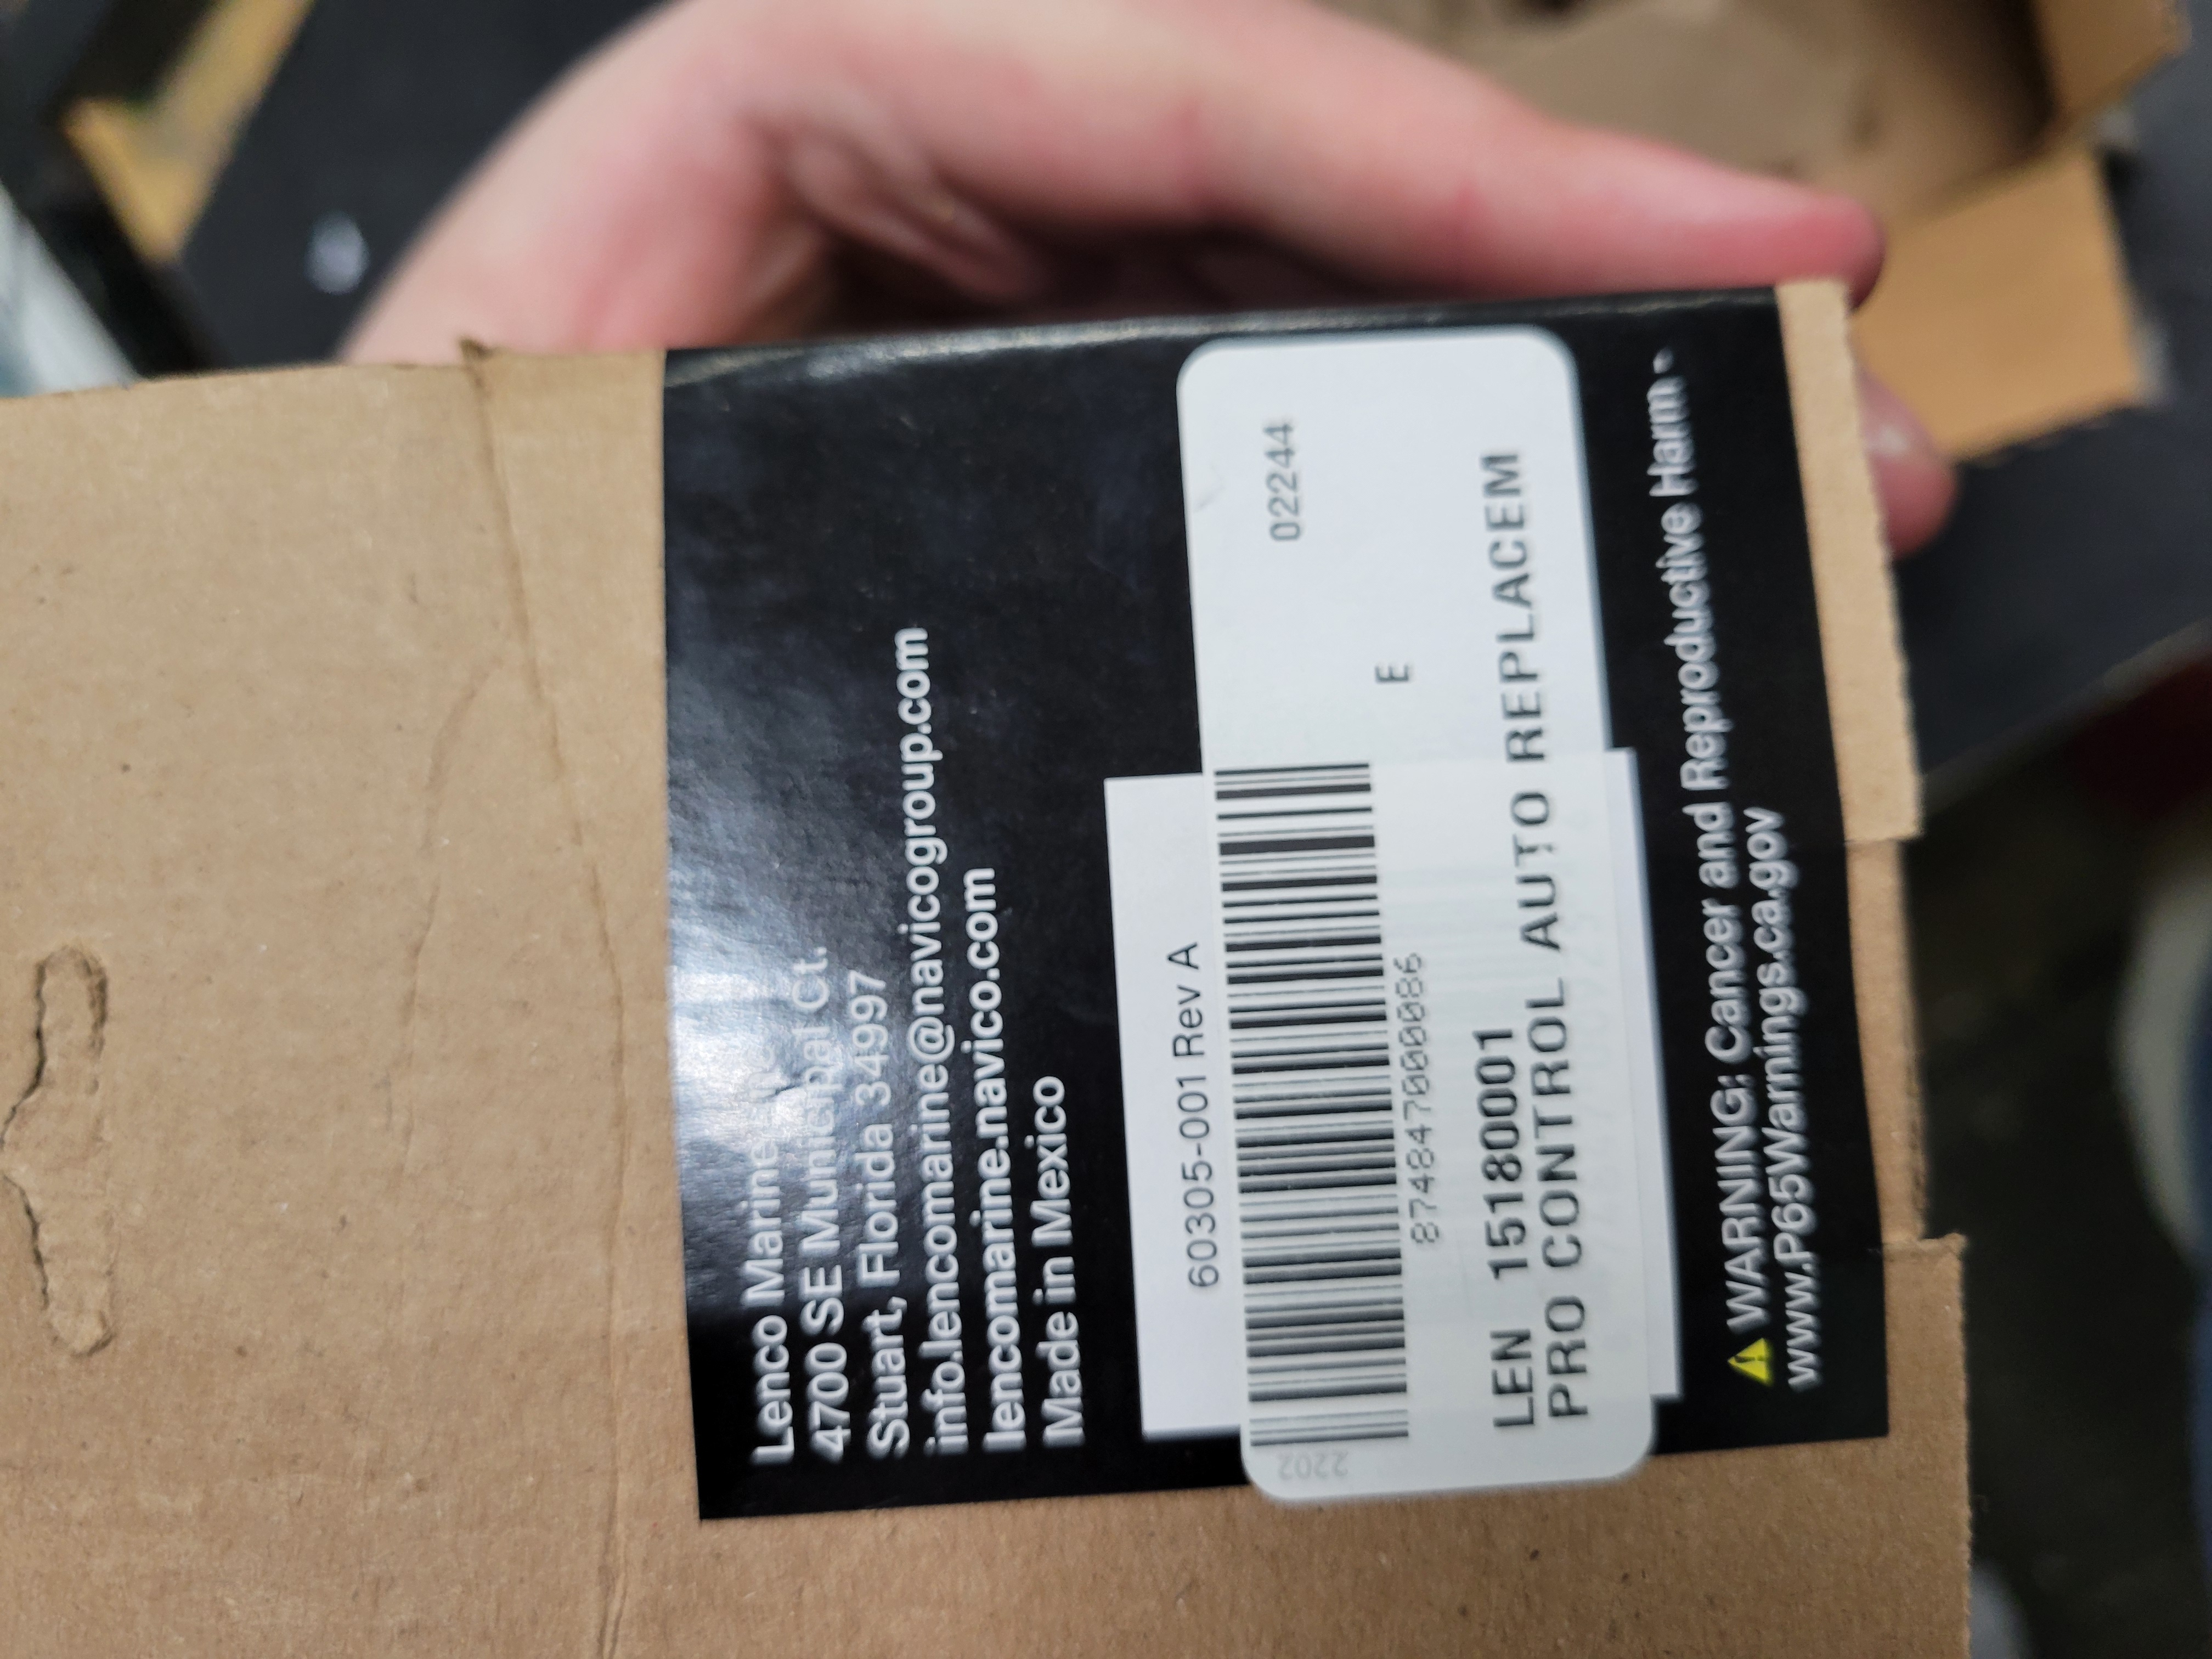 Lenco Marine
4700 SE Municipal Ct.
Stuart, Florida 34997
info.lencomarine@navicogroup.com
lencomarine.navico.com
Made in Mexico
60305-001 Rev A
02244
874847000086
E
LEN 15180001
PRO CONTROL AUTO REPLACEM
2202
WARNING: Cancer and Reproductive Harm -
www.P65Warnings.ca.gov